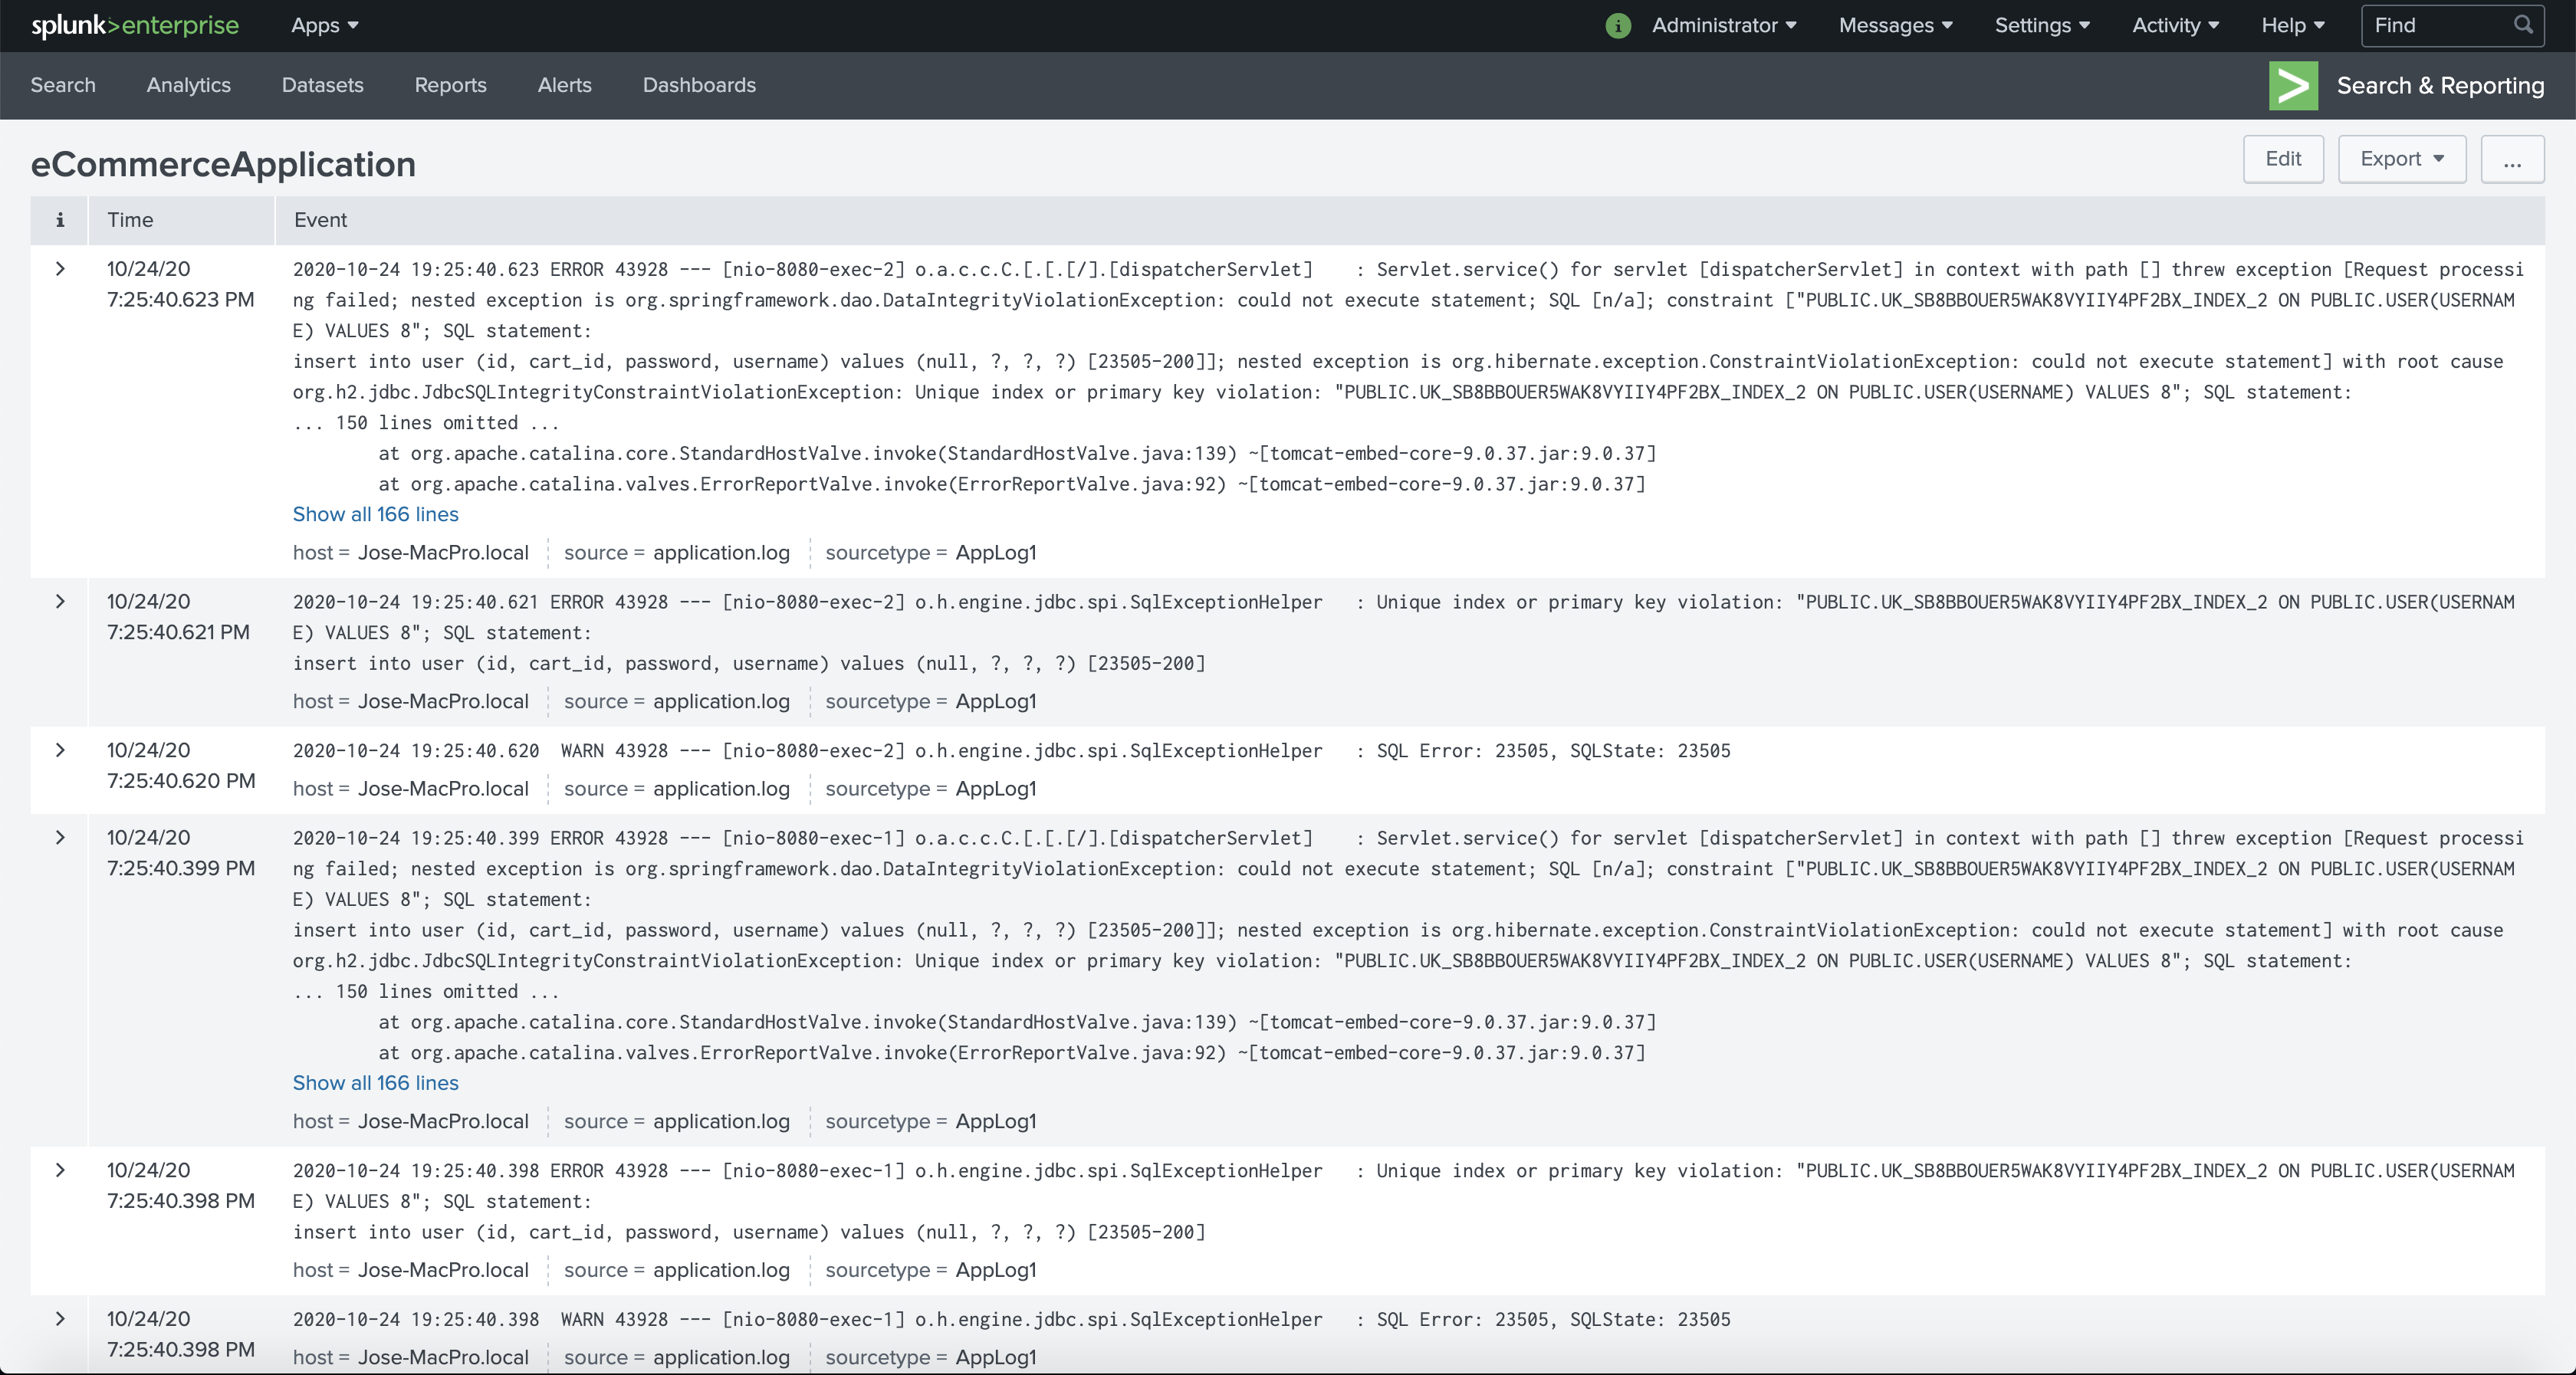 splunk>enterprise Apps Administrator Messages Settings Activity Help Find
Search Analytics Datasets Reports Alerts Dashboards Search & Reporting
eCommerceApplication Edit Export ...
i Time Event
10/24/20 2020-10-24 19:25:40.623 ERROR 43928 --- [nio-8080-exec-2] o.a.c.c.C.[.[.[/].[dispatcherServlet] : Servlet.service() for servlet [dispatcherServlet] in context with path [] threw exception [Request processi
7:25:40.623 PM ng failed; nested exception is org.springframework.dao.DataIntegrityViolationException: could not execute statement; SQL [n/a]; constraint ["PUBLIC.UK_SB8BBOUER5WAK8VYIIY4PF2BX_INDEX_2 ON PUBLIC.USER(USERNAM
E) VALUES 8"; SQL statement:
insert into user (id, cart_id, password, username) values (null, ?, ?, ?) [23505-200]]; nested exception is org.hibernate.exception.ConstraintViolationException: could not execute statement] with root cause
org.h2.jdbc.JdbcSQLIntegrityConstraintViolationException: Unique index or primary key violation: "PUBLIC.UK_SB8BBOUER5WAK8VYIIY4PF2BX_INDEX_2 ON PUBLIC.USER(USERNAME) VALUES 8"; SQL statement:
... 150 lines omitted ...
at org.apache.catalina.core.StandardHostValve.invoke(StandardHostValve.java:139) ~[tomcat-embed-core-9.0.37.jar:9.0.37]
at org.apache.catalina.valves.ErrorReportValve.invoke(ErrorReportValve.java:92) ~[tomcat-embed-core-9.0.37.jar:9.0.37]
Show all 166 lines
host = Jose-MacPro.local source = application.log sourcetype = AppLog1
10/24/20 2020-10-24 19:25:40.621 ERROR 43928 --- [nio-8080-exec-2] o.h.engine.jdbc.spi.SqlExceptionHelper : Unique index or primary key violation: "PUBLIC.UK_SB8BBOUER5WAK8VYIIY4PF2BX_INDEX_2 ON PUBLIC.USER(USERNAM
7:25:40.621 PM E) VALUES 8"; SQL statement:
insert into user (id, cart_id, password, username) values (null, ?, ?, ?) [23505-200]
host = Jose-MacPro.local source = application.log sourcetype = AppLog1
10/24/20 2020-10-24 19:25:40.620 WARN 43928 --- [nio-8080-exec-2] o.h.engine.jdbc.spi.SqlExceptionHelper : SQL Error: 23505, SQLState: 23505
7:25:40.620 PM host = Jose-MacPro.local source = application.log sourcetype = AppLog1
10/24/20 2020-10-24 19:25:40.399 ERROR 43928 --- [nio-8080-exec-1] o.a.c.c.C.[.[.[/].[dispatcherServlet] : Servlet.service() for servlet [dispatcherServlet] in context with path [] threw exception [Request processi
7:25:40.399 PM ng failed; nested exception is org.springframework.dao.DataIntegrityViolationException: could not execute statement; SQL [n/a]; constraint ["PUBLIC.UK_SB8BBOUER5WAK8VYIIY4PF2BX_INDEX_2 ON PUBLIC.USER(USERNAM
E) VALUES 8"; SQL statement:
insert into user (id, cart_id, password, username) values (null, ?, ?, ?) [23505-200]]; nested exception is org.hibernate.exception.ConstraintViolationException: could not execute statement] with root cause
org.h2.jdbc.JdbcSQLIntegrityConstraintViolationException: Unique index or primary key violation: "PUBLIC.UK_SB8BBOUER5WAK8VYIIY4PF2BX_INDEX_2 ON PUBLIC.USER(USERNAME) VALUES 8"; SQL statement:
... 150 lines omitted ...
at org.apache.catalina.core.StandardHostValve.invoke(StandardHostValve.java:139) ~[tomcat-embed-core-9.0.37.jar:9.0.37]
at org.apache.catalina.valves.ErrorReportValve.invoke(ErrorReportValve.java:92) ~[tomcat-embed-core-9.0.37.jar:9.0.37]
Show all 166 lines
host = Jose-MacPro.local source = application.log sourcetype = AppLog1
10/24/20 2020-10-24 19:25:40.398 ERROR 43928 --- [nio-8080-exec-1] o.h.engine.jdbc.spi.SqlExceptionHelper : Unique index or primary key violation: "PUBLIC.UK_SB8BBOUER5WAK8VYIIY4PF2BX_INDEX_2 ON PUBLIC.USER(USERNAM
7:25:40.398 PM E) VALUES 8"; SQL statement:
insert into user (id, cart_id, password, username) values (null, ?, ?, ?) [23505-200]
host = Jose-MacPro.local source = application.log sourcetype = AppLog1
10/24/20 2020-10-24 19:25:40.398 WARN 43928 --- [nio-8080-exec-1] o.h.engine.jdbc.spi.SqlExceptionHelper : SQL Error: 23505, SQLState: 23505
7:25:40.398 PM host = Jose-MacPro.local source = application.log sourcetype = AppLog1